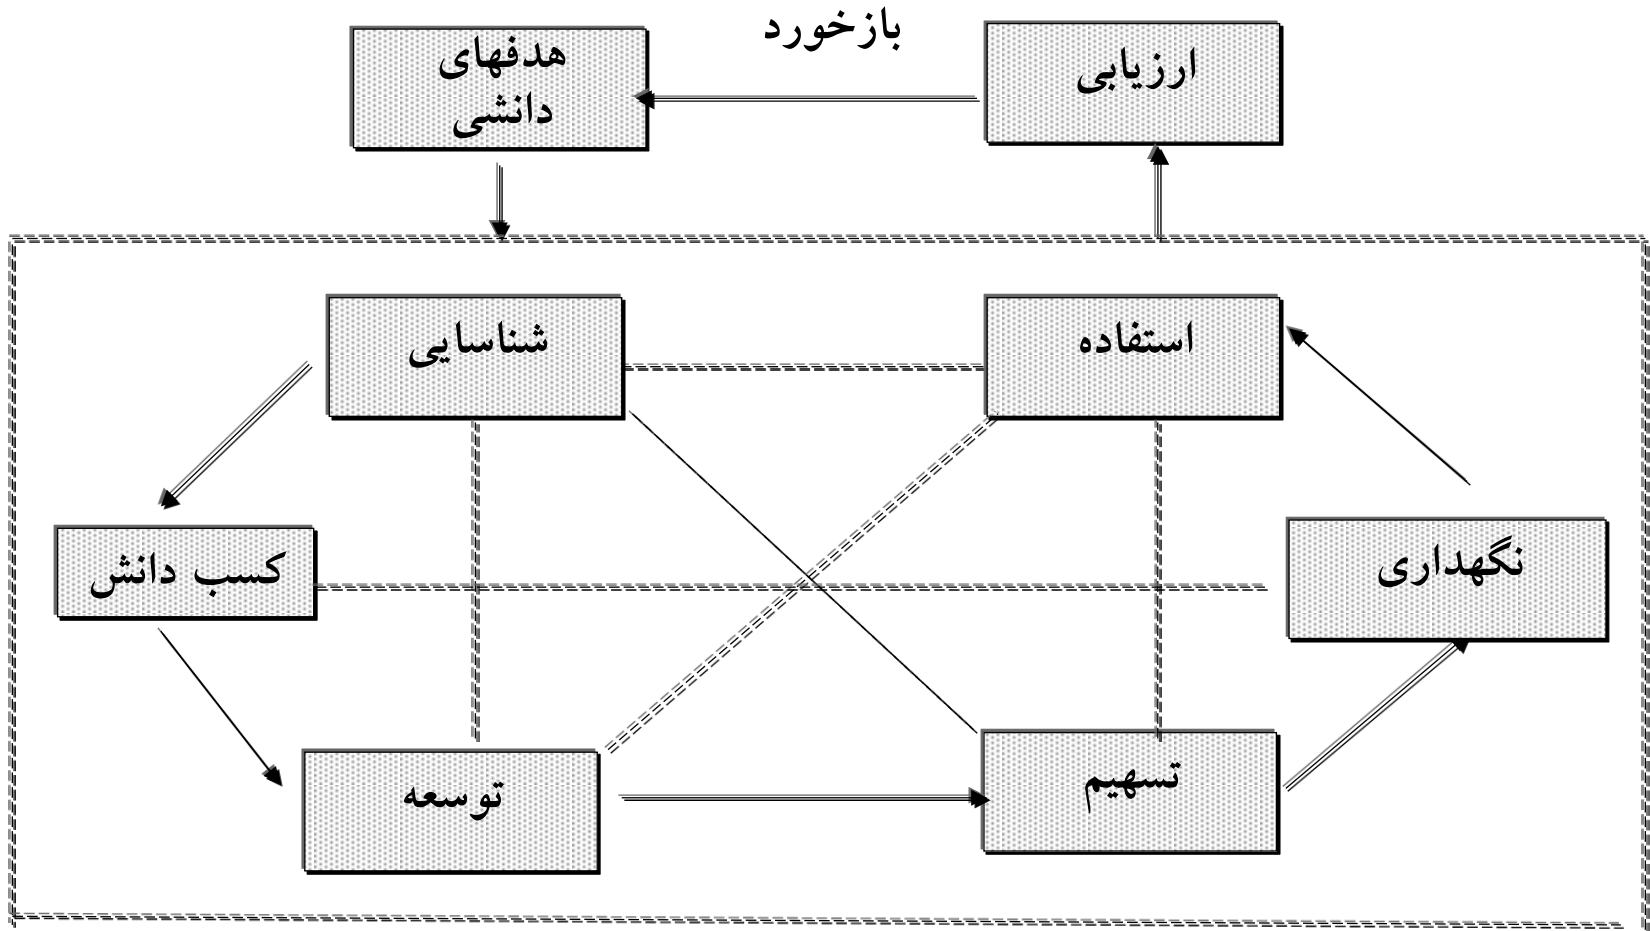 بازخورد
ارزیابی
هدفهای
دانشی
استفاده
شناسایی
نگهداری
کسب دانش
تسهیم
توسعه